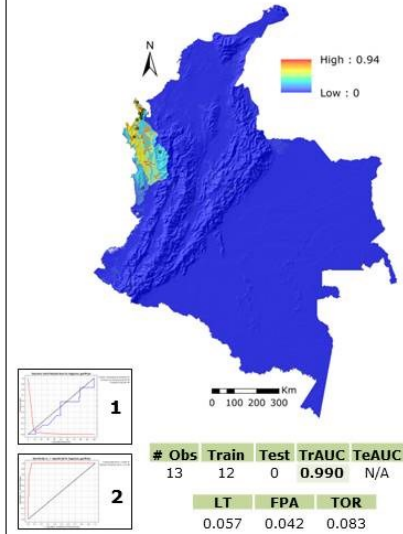 N
High : 0.94
Low : 0
Km
0 100 200 300
1
2
# Obs Train Test TrAUC TeAUC
13 12 0 0.990 N/A
LT FPA TOR
0.057 0.042 0.083